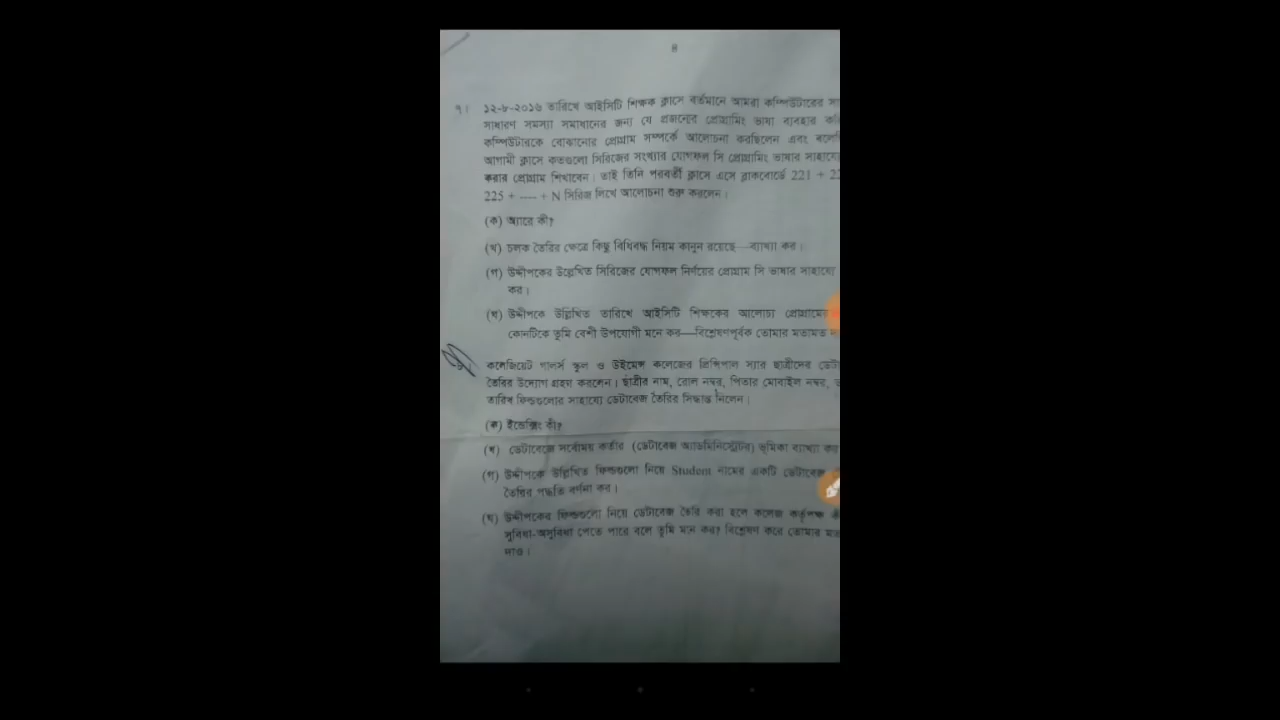 ৪
৭। ১২-৮-২০১৬ তারিখে আইসিটি শিক্ষক ক্লাসে বর্তমানে আমরা কম্পিউটারের
সাধারণ সমস্যা সমাধানের জন্য যে প্রজন্মের প্রোগ্রামিং ভাষা ব্যবহার
কম্পিউটারকে বোঝানোর প্রোগ্রাম সম্পর্কে আলোচনা করছিলেন এবং
আগামী ক্লাসে কতগুলো সিরিজের সংখ্যার যোগফল সি প্রোগ্রামিং ভাষার সাহায্যে
করার প্রোগ্রাম শিখাবেন। তাই তিনি পরবর্তী ক্লাসে এসে ব্লাকবোর্ডে 221 +
225 + ---- + N সিরিজ লিখে আলোচনা শুরু করলেন।
(ক) অ্যারে কী?
(খ) চলক তৈরির ক্ষেত্রে কিছু বিধিবদ্ধ নিয়ম কানুন রয়েছে—ব্যাখ্যা কর।
(গ) উদ্দীপকের উল্লেখিত সিরিজের যোগফল নির্ণয়ের প্রোগ্রাম সি ভাষার সাহায্যে
কর।
(ঘ) উদ্দীপকে উল্লিখিত তারিখে আইসিটি শিক্ষকের আলোচ্য প্রোগ্রামের
কোনটিকে তুমি বেশী উপযোগী মনে কর—বিশ্লেষণপূর্বক তোমার মতামত
কলেজিয়েট গার্লস স্কুল ও উইমেন্স কলেজের প্রিন্সিপাল স্যার ছাত্রীদের
তৈরির উদ্যোগ গ্রহণ করলেন। ছাত্রীর নাম, রোল নম্বর, পিতার মোবাইল নম্বর,
তারিখ ফিল্ডগুলোর সাহায্যে ডেটাবেজ তৈরির সিদ্ধান্ত নিলেন।
(ক) ইন্ডেক্সিং কী?
(খ) ডেটাবেজে সর্বোময় কর্তার (ডেটাবেজ অ্যাডমিনিস্ট্রেটর) ভূমিকা ব্যাখ্যা কর
(গ) উদ্দীপকে উল্লিখিত ফিল্ডগুলো নিয়ে Student নামের একটি ডেটাবেজ
তৈরির পদ্ধতি বর্ণনা কর।
(ঘ) উদ্দীপকের ফিল্ডগুলো নিয়ে ডেটাবেজ তৈরি করা হলে কলেজ কর্তৃপক্ষ
সুবিধা-অসুবিধা পেতে পারে বলে তুমি মনে কর? বিশ্লেষণ করে তোমার
দাও।